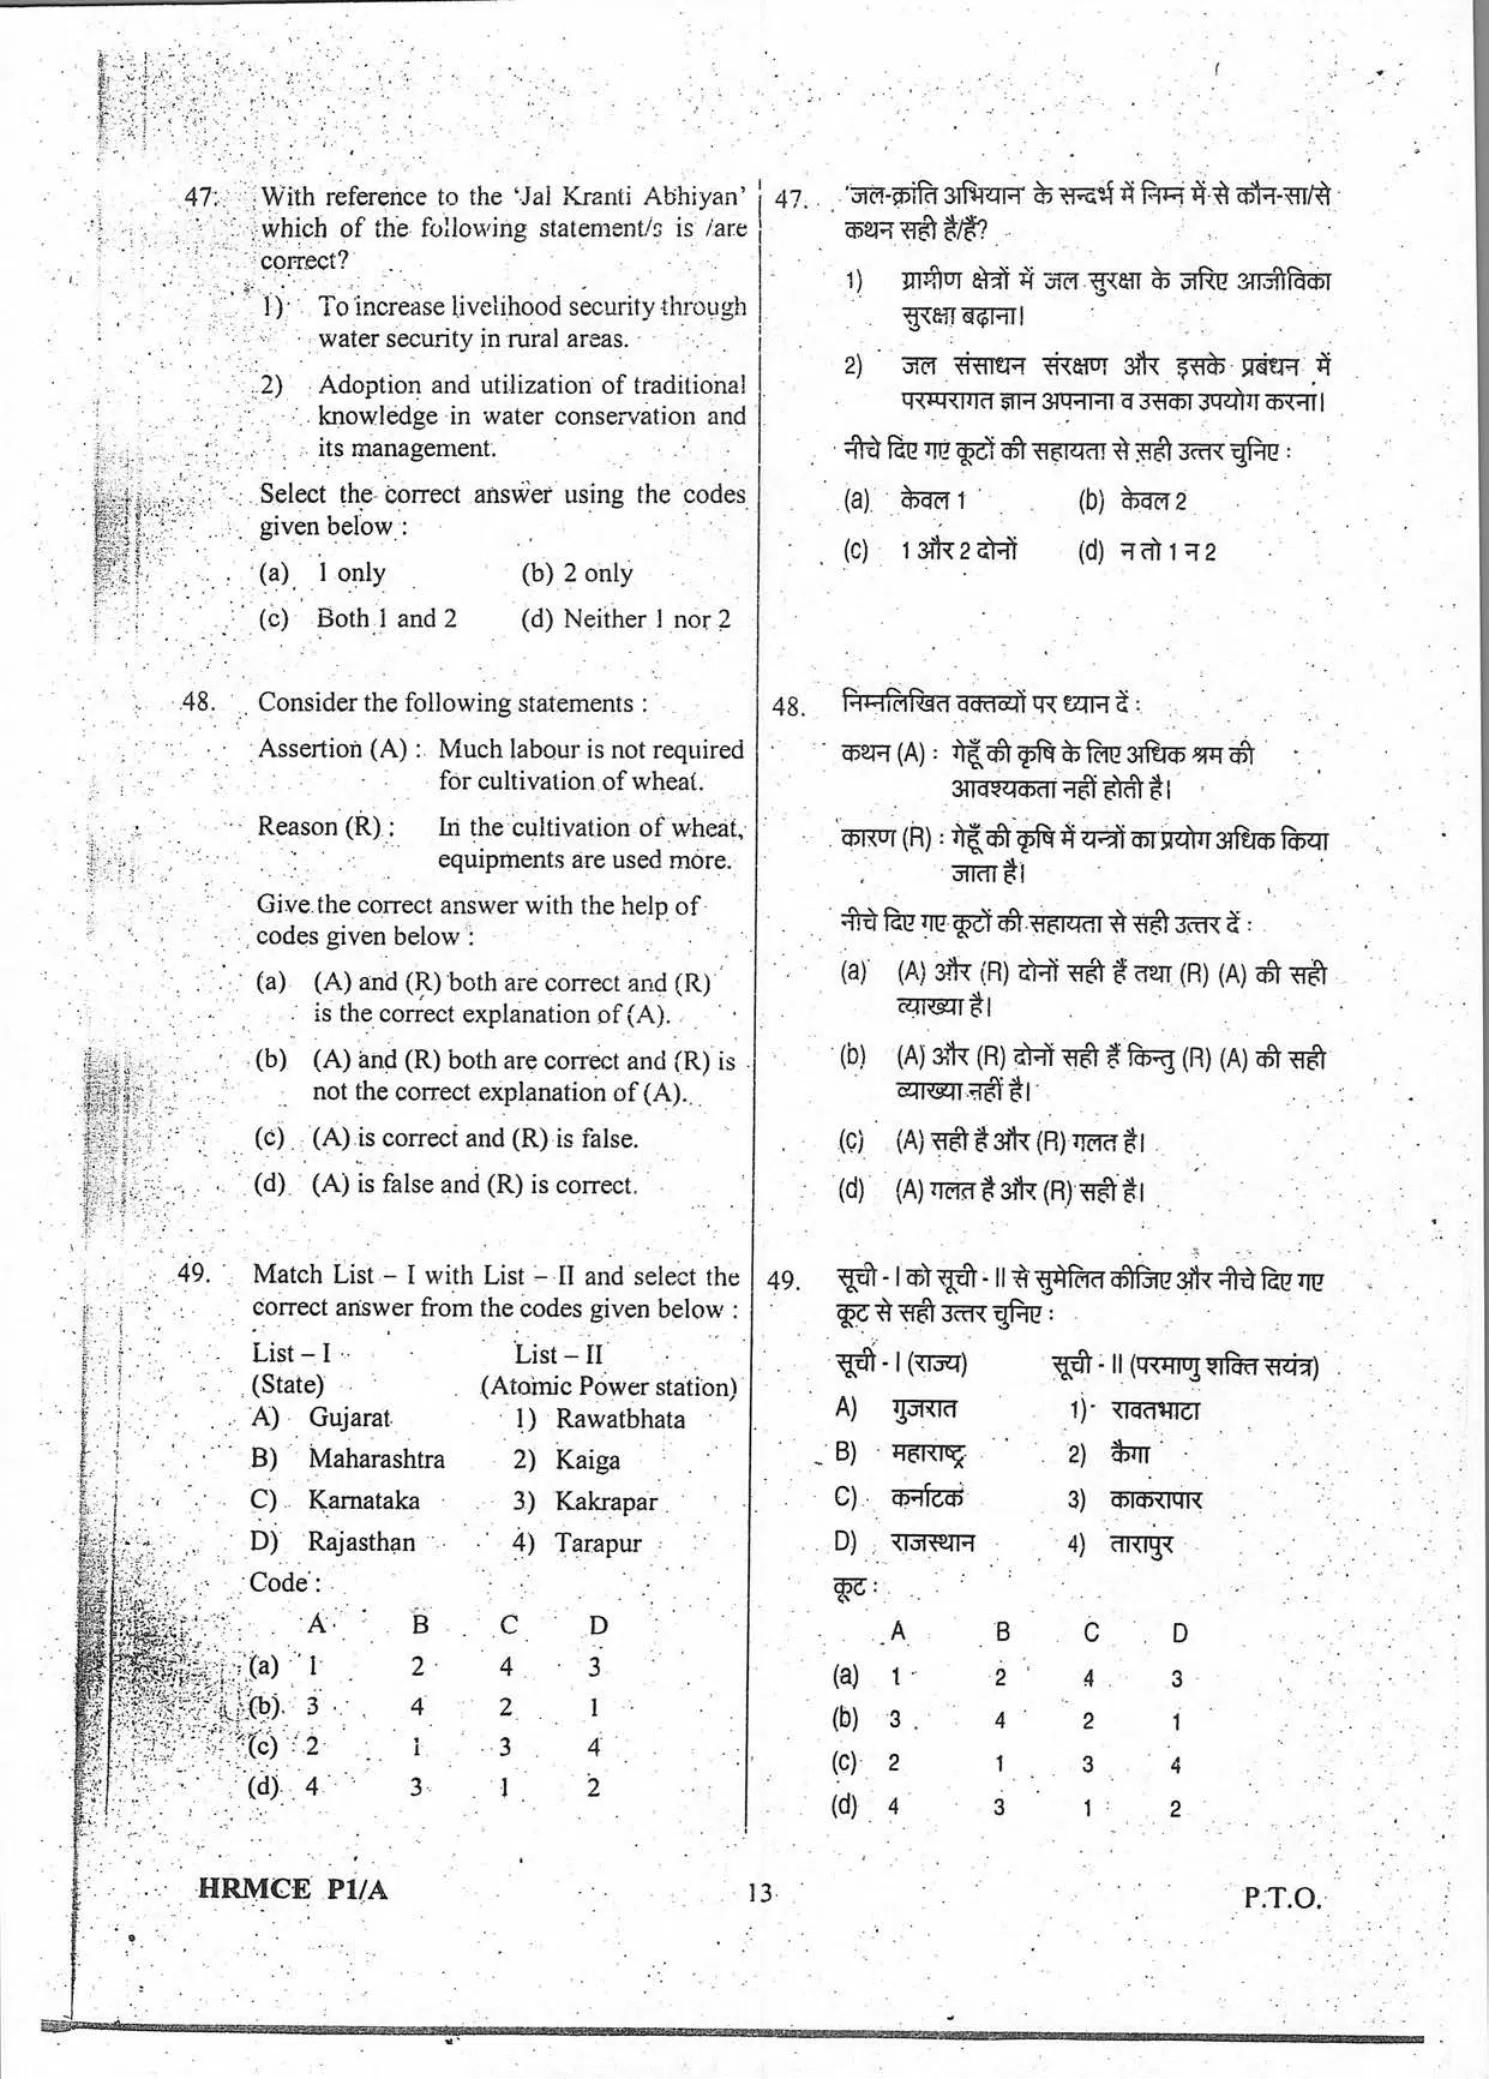 47. With reference to the ‘Jal Kranti Abhiyan’
which of the following statement/s is /are
correct?
1) To increase livelihood security through
water security in rural areas.
2) Adoption and utilization of traditional
knowledge in water conservation and
its management.
Select the correct answer using the codes
given below :
(a) 1 only (b) 2 only
(c) Both 1 and 2 (d) Neither 1 nor 2
48. Consider the following statements :
Assertion (A) : Much labour is not required
for cultivation of wheat.
Reason (R) : In the cultivation of wheat,
equipments are used more.
Give the correct answer with the help of
codes given below :
(a) (A) and (R) both are correct and (R)
is the correct explanation of (A).
(b) (A) and (R) both are correct and (R) is
not the correct explanation of (A).
(c) (A) is correct and (R) is false.
(d) (A) is false and (R) is correct.
49. Match List – I with List – II and select the
correct answer from the codes given below :
List – I List – II
(State) (Atomic Power station)
A) Gujarat 1) Rawatbhata
B) Maharashtra 2) Kaiga
C) Karnataka 3) Kakrapar
D) Rajasthan 4) Tarapur
Code :
A B C D
(a) 1 2 4 3
(b) 3 4 2 1
(c) 2 1 3 4
(d) 4 3 1 2
47. ‘जल-क्रांति अभियान’ के सन्दर्भ में निम्न में से कौन-सा/से
कथन सही है/हैं?
1) ग्रामीण क्षेत्रों में जल सुरक्षा के जरिए आजीविका
सुरक्षा बढ़ाना।
2) जल संसाधन संरक्षण और इसके प्रबंधन में
परम्परागत ज्ञान अपनाना व उसका उपयोग करना।
नीचे दिए गए कूटों की सहायता से सही उत्तर चुनिए :
(a) केवल 1 (b) केवल 2
(c) 1 और 2 दोनों (d) न तो 1 न 2
48. निम्नलिखित वक्तव्यों पर ध्यान दें :
कथन (A) : गेहूँ की कृषि के लिए अधिक श्रम की
आवश्यकता नहीं होती है।
कारण (R) : गेहूँ की कृषि में यन्त्रों का प्रयोग अधिक किया
जाता है।
नीचे दिए गए कूटों की सहायता से सही उत्तर दें :
(a) (A) और (R) दोनों सही हैं तथा (R) (A) की सही
व्याख्या है।
(b) (A) और (R) दोनों सही हैं किन्तु (R) (A) की सही
व्याख्या नहीं है।
(c) (A) सही है और (R) गलत है।
(d) (A) गलत है और (R) सही है।
49. सूची - I को सूची - II से सुमेलित कीजिए और नीचे दिए गए
कूट से सही उत्तर चुनिए :
सूची - I (राज्य) सूची - II (परमाणु शक्ति सयंत्र)
A) गुजरात 1) रावतभाटा
B) महाराष्ट्र 2) कैगा
C) कर्नाटक 3) काकरापार
D) राजस्थान 4) तारापुर
कूट :
A B C D
(a) 1 2 4 3
(b) 3 4 2 1
(c) 2 1 3 4
(d) 4 3 1 2
HRMCE P1/A 13 P.T.O.